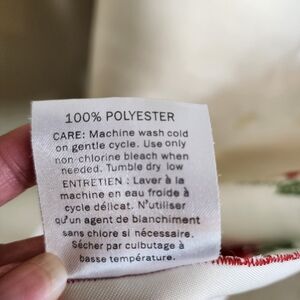 100% POLYESTER
CARE: Machine wash cold
on gentle cycle. Use only
non chlorine bleach when
needed. Tumble dry low
ENTRETIEN : Laver à la
machine en eau froide à
cycle délicat. N'utiliser
qu'un agent de blanchiment
sans chlore si nécessaire.
Sécher par culbutage à
basse température.